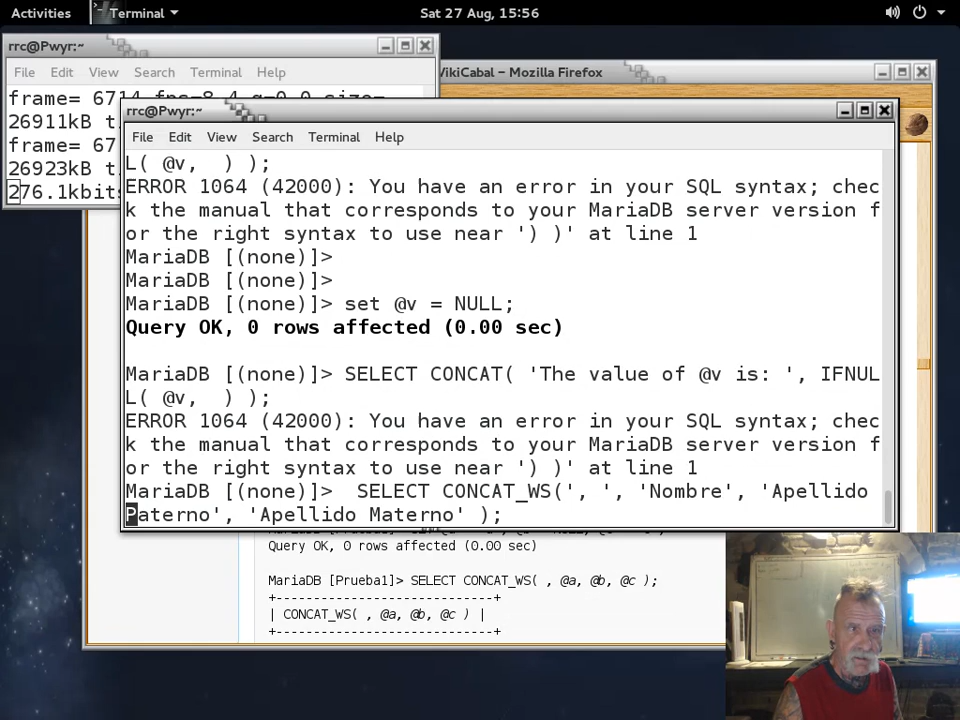 Activities
Terminal
Sat 27 Aug, 15:56
rrc@Pwyr:~
File Edit View Search Terminal Help
26911kB
26923kB
276.1kbits
VikiCabal – Mozilla Firefox
rrc@Pwyr:~
File Edit View Search Terminal Help
L( @v,  ) );
ERROR 1064 (42000): You have an error in your SQL syntax; chec
k the manual that corresponds to your MariaDB server version f
or the right syntax to use near ') )' at line 1
MariaDB [(none)]>
MariaDB [(none)]>
MariaDB [(none)]> set @v = NULL;
Query OK, 0 rows affected (0.00 sec)
MariaDB [(none)]> SELECT CONCAT( 'The value of @v is: ', IFNUL
L( @v,  ) );
ERROR 1064 (42000): You have an error in your SQL syntax; chec
k the manual that corresponds to your MariaDB server version f
or the right syntax to use near ') )' at line 1
MariaDB [(none)]>  SELECT CONCAT_WS(', ', 'Nombre', 'Apellido
Paterno', 'Apellido Materno' );
Query OK, 0 rows affected (0.00 sec)
MariaDB [Prueba1]> SELECT CONCAT_WS( , @a, @b, @c );
+---------------------------+
| CONCAT_WS( , @a, @b, @c ) |
+---------------------------+